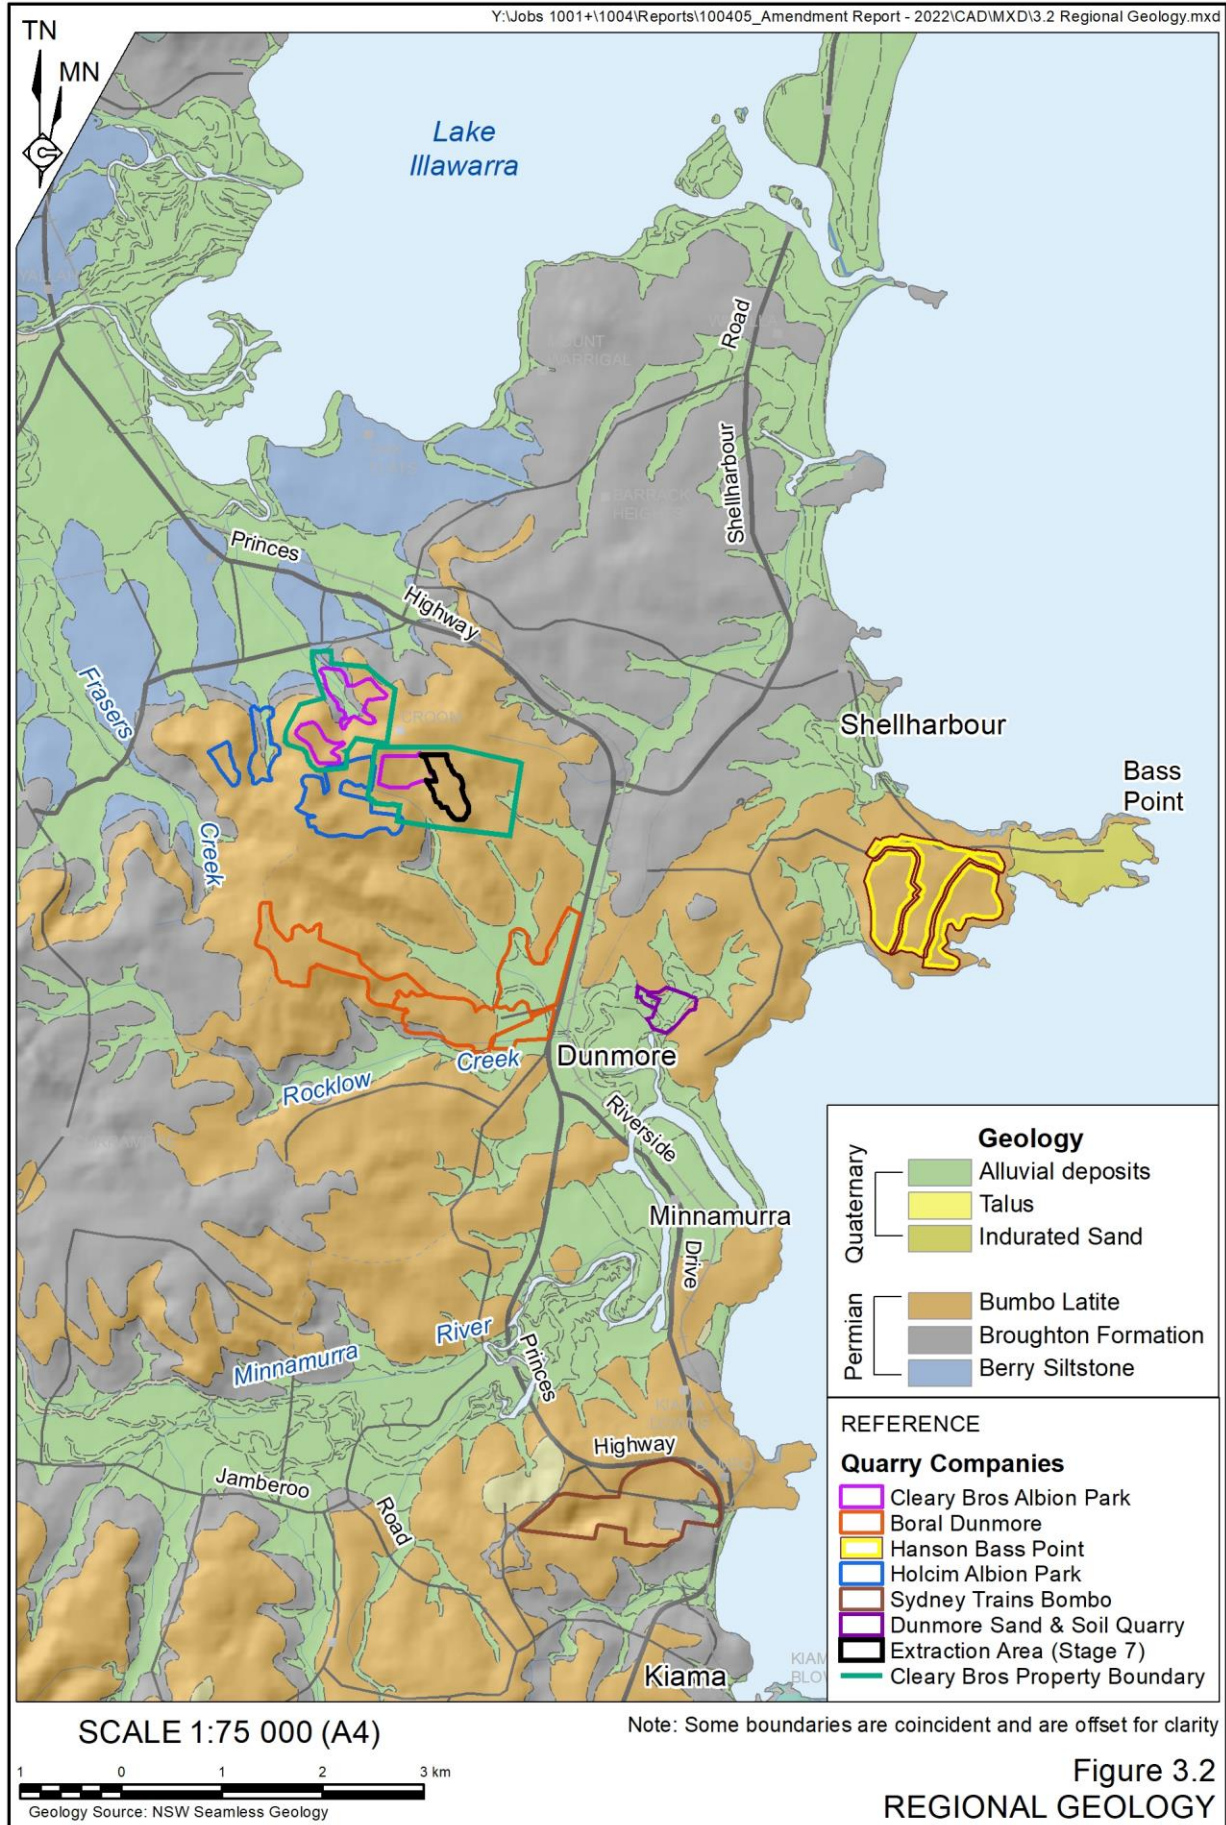 Y:\Jobs 1001+\1004\Reports\100405_Amendment Report - 2022\CAD\MXD\3.2 Regional Geology.mxd
TN
MN
Lake
Illawarra
Road
Shellharbour
BARRACK
Princes
Highway
Frasers
Creek
CROOM
Shellharbour
Bass
Point
Dunmore
Creek
Rocklow
Riverside
Minnamurra
Drive
River
Minnamurra
Princes
Highway
Jamberoo
Road
Kiama
Geology
Quaternary
Alluvial deposits
Talus
Indurated Sand
Permian
Bumbo Latite
Broughton Formation
Berry Siltstone
REFERENCE
Quarry Companies
Cleary Bros Albion Park
Boral Dunmore
Hanson Bass Point
Holcim Albion Park
Sydney Trains Bombo
Dunmore Sand & Soil Quarry
Extraction Area (Stage 7)
Cleary Bros Property Boundary
SCALE 1:75 000 (A4)
Note: Some boundaries are coincident and are offset for clarity
1 0 1 2 3 km
Geology Source: NSW Seamless Geology
Figure 3.2
REGIONAL GEOLOGY